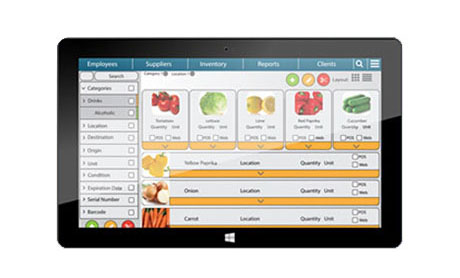 Employees Suppliers Inventory Reports Clients
Search
Category Location
Layout
Categories
Drinks
Alcoholic
Location
Destination
Origin
Unit
Condition
Expiration Date
Serial Number
Barcode
Tomatoes Lettuce Lime Red Paprika Cucumber
Quantity Unit Quantity Unit Quantity Unit Quantity Unit Quantity Unit
POS Web POS Web POS Web POS Web POS Web
Yellow Paprika Location Quantity Unit POS Web
Onion Location Quantity Unit POS Web
Carrot Location Quantity Unit POS Web